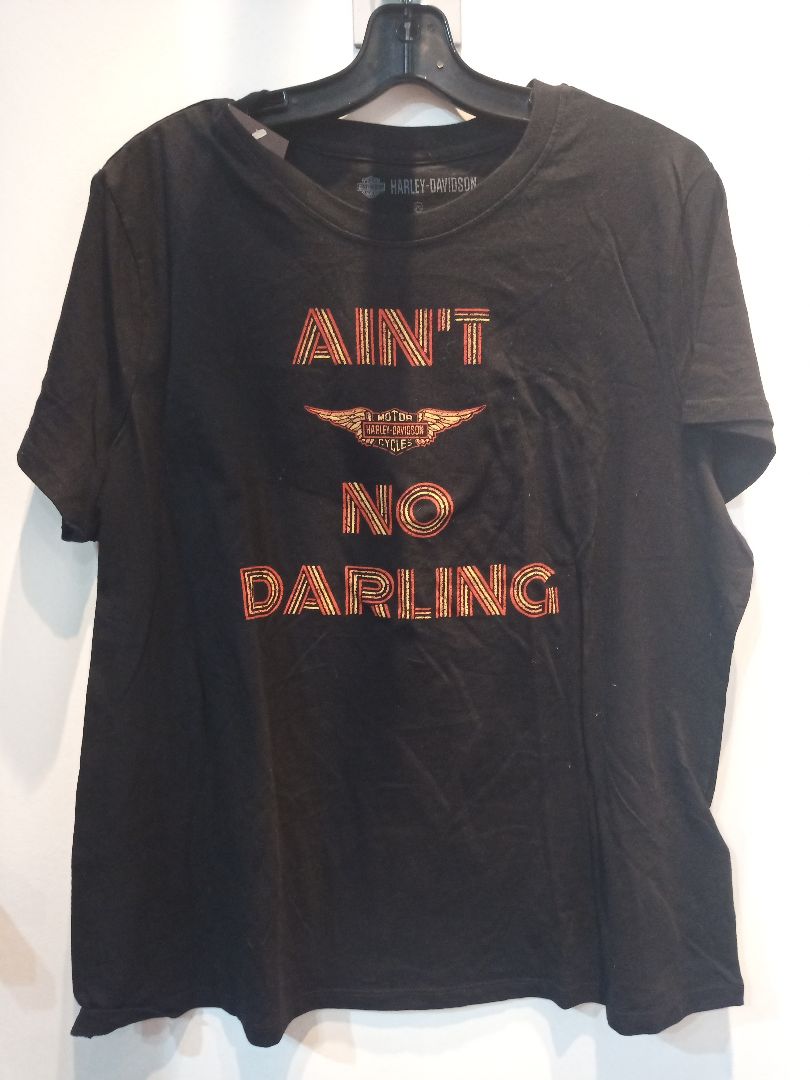 HARLEY-DAVIDSON
AIN'T
MOTOR
HARLEY-DAVIDSON
CYCLES
NO
DARLING